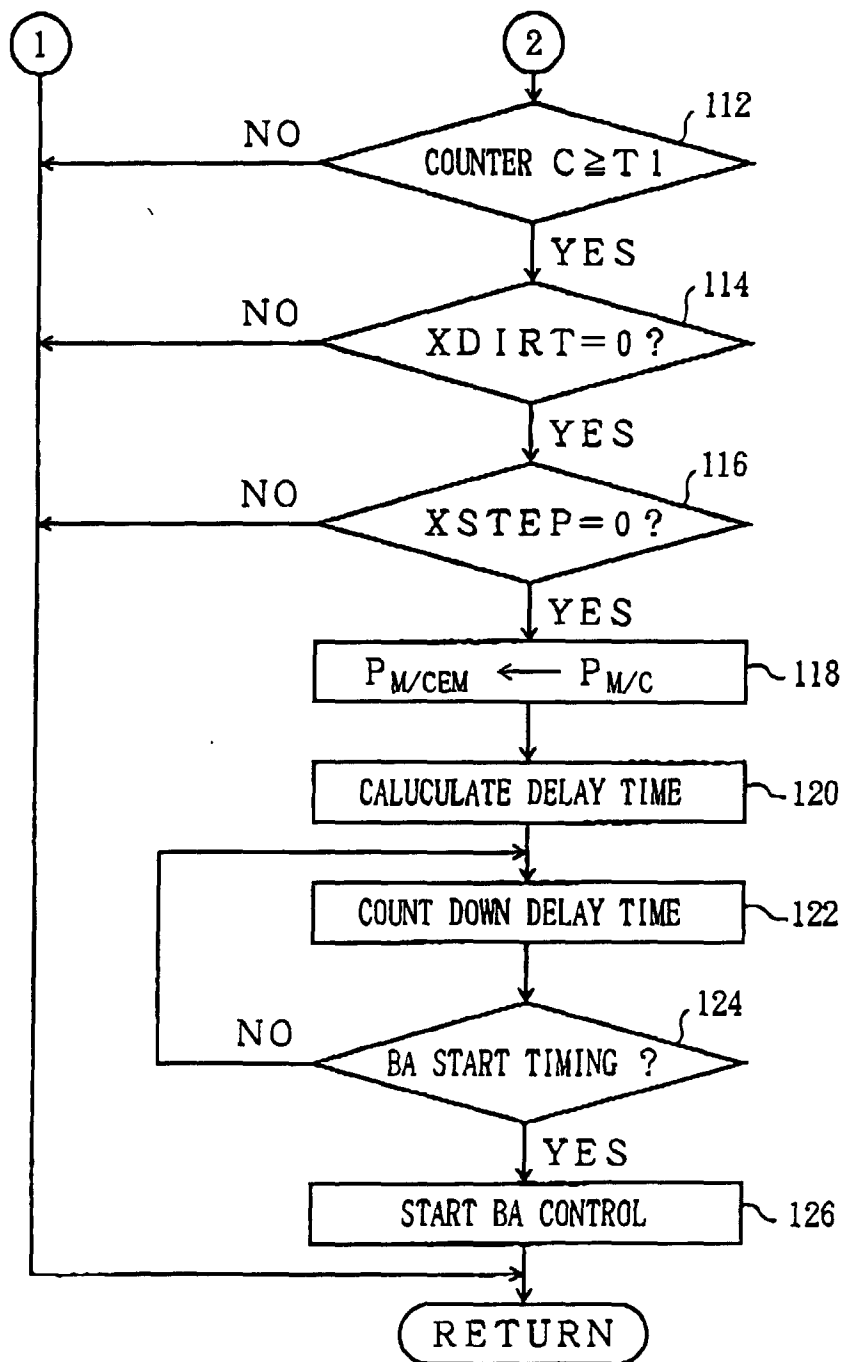 1
2
112
NO
COUNTER C≧T1
YES
114
NO
XDIRT=0?
YES
116
NO
XSTEP=0?
YES
P_M/CEM ← P_M/C
118
CALUCULATE DELAY TIME
120
COUNT DOWN DELAY TIME
122
124
NO
BA START TIMING ?
YES
START BA CONTROL
126
RETURN